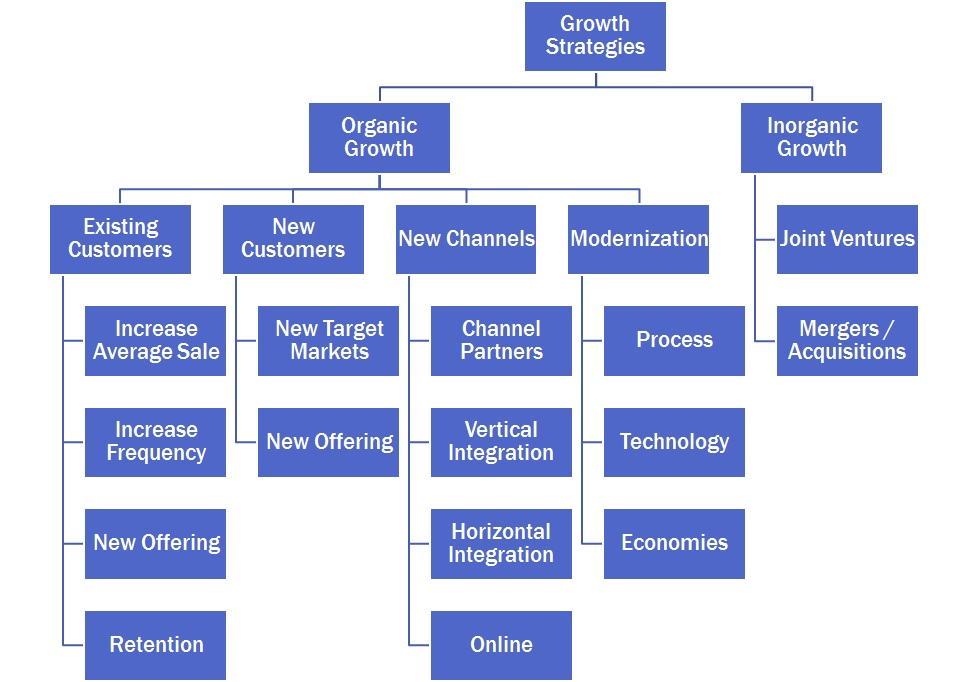 Growth
Strategies
Organic
Growth
Inorganic
Growth
Existing
Customers
New
Customers
New Channels
Modernization
Joint Ventures
Increase
Average Sale
New Target
Markets
Channel
Partners
Process
Mergers /
Acquisitions
Increase
Frequency
New Offering
Vertical
Integration
Technology
New Offering
Horizontal
Integration
Economies
Retention
Online